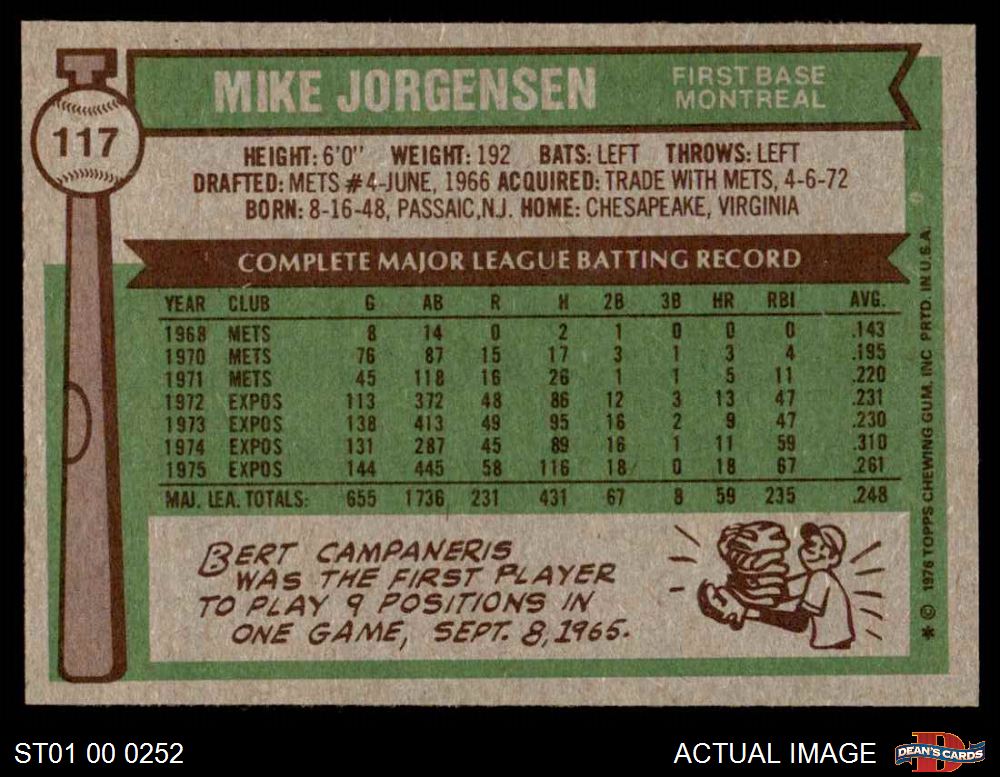 117
MIKE JORGENSEN
FIRST BASE
MONTREAL
HEIGHT: 6'0" WEIGHT: 192 BATS: LEFT THROWS: LEFT
DRAFTED: METS #4-JUNE, 1966 ACQUIRED: TRADE WITH METS, 4-6-72
BORN: 8-16-48, PASSAIC, N.J. HOME: CHESAPEAKE, VIRGINIA
COMPLETE MAJOR LEAGUE BATTING RECORD
YEAR CLUB G AB R H 2B 3B HR RBI AVG.
1968 METS 8 14 0 2 1 0 0 0 .143
1970 METS 76 87 15 17 3 1 3 4 .195
1971 METS 45 118 16 26 1 1 5 11 .220
1972 EXPOS 113 372 48 86 12 3 13 47 .231
1973 EXPOS 138 413 49 95 16 2 9 47 .230
1974 EXPOS 131 287 45 89 16 1 11 59 .310
1975 EXPOS 144 445 58 116 18 0 18 67 .261
MAJ. LEA. TOTALS: 655 1736 231 431 67 8 59 235 .248
BERT CAMPANERIS
WAS THE FIRST PLAYER
TO PLAY 9 POSITIONS IN
ONE GAME, SEPT. 8, 1965.
* © 1976 TOPPS CHEWING GUM, INC. PRTD. IN U.S.A.
ST01 00 0252
ACTUAL IMAGE
D
DEAN'S CARDS